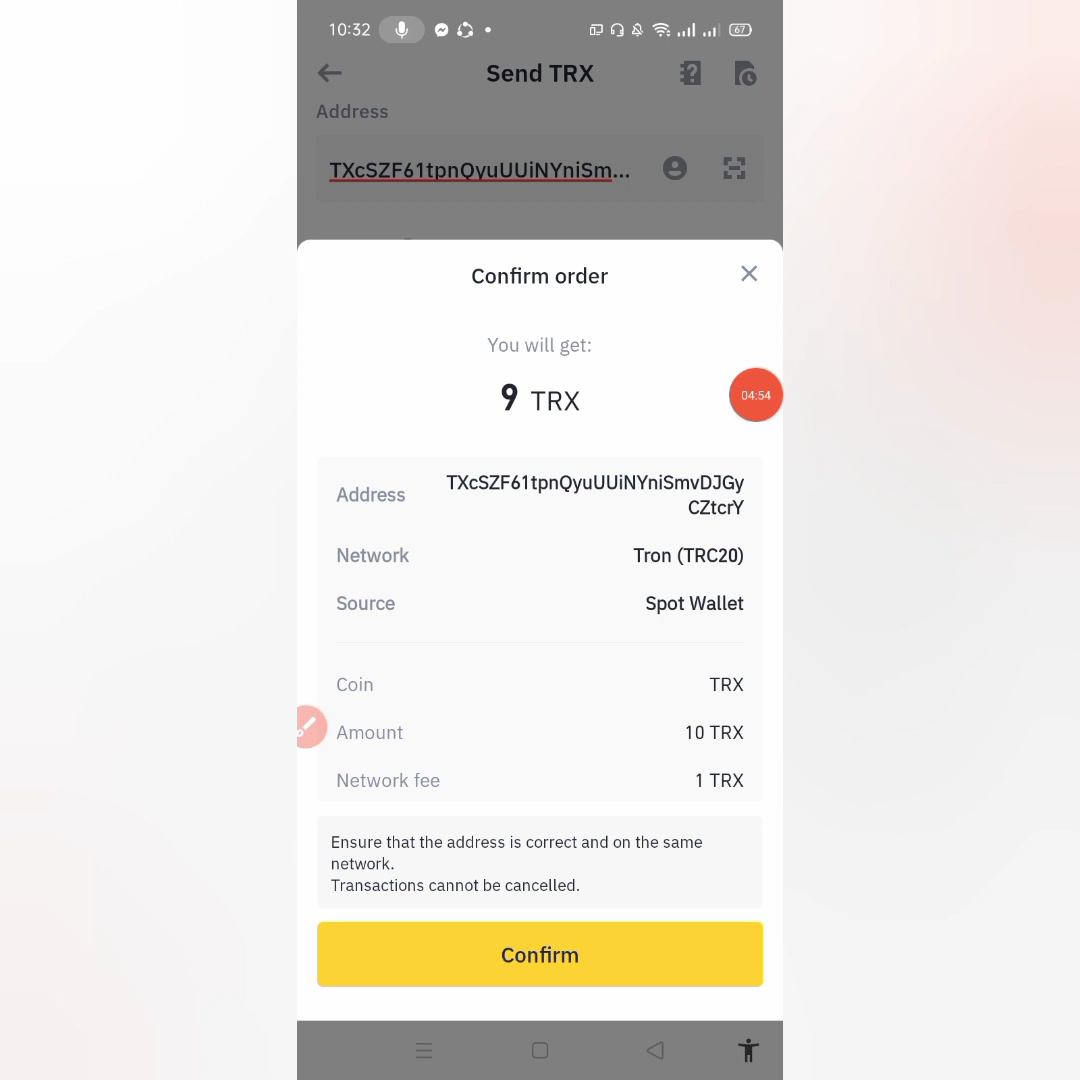 10:32
67
Send TRX
Address
TXcSZF61tpnQyuUUiNYniSm...
Confirm order
You will get:
9 TRX
04:54
Address TXcSZF61tpnQyuUUiNYniSmvDJGy
CZtcrY
Network Tron (TRC20)
Source Spot Wallet
Coin TRX
Amount 10 TRX
Network fee 1 TRX
Ensure that the address is correct and on the same
network.
Transactions cannot be cancelled.
Confirm